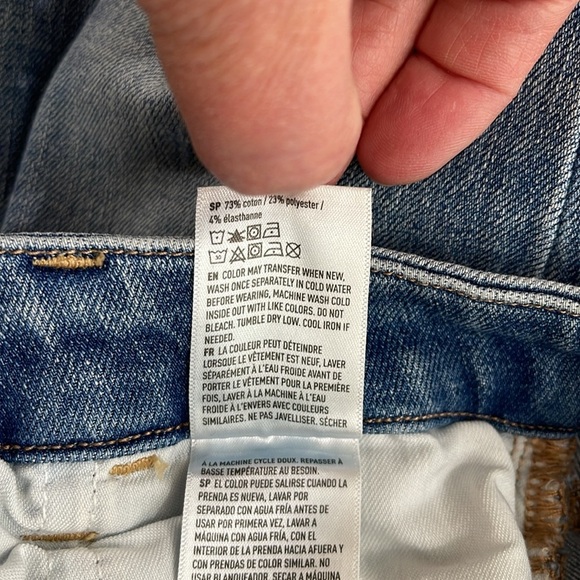 SP 73% coton / 23% polyester /
4% élasthanne
EN COLOR MAY TRANSFER WHEN NEW,
WASH ONCE SEPARATELY IN COLD WATER
BEFORE WEARING, MACHINE WASH COLD
INSIDE OUT WITH LIKE COLORS. DO NOT
BLEACH. TUMBLE DRY LOW. COOL IRON IF
NEEDED.
FR LA COULEUR PEUT DÉTEINDRE
LORSQUE LE VÊTEMENT EST NEUF, LAVER
SÉPARÉMENT À L'EAU FROIDE AVANT DE
PORTER LE VÊTEMENT POUR LA PREMIÈRE
FOIS, LAVER À LA MACHINE À L'EAU
FROIDE À L'ENVERS AVEC COULEURS
SIMILAIRES. NE PAS JAVELLISER. SÉCHER
À LA MACHINE CYCLE DOUX. REPASSER À
BASSE TEMPÉRATURE AU BESOIN.
SP EL COLOR PUEDE SALIRSE CUANDO LA
PRENDA ES NUEVA, LAVAR POR
SEPARADO CON AGUA FRÍA ANTES DE
USAR POR PRIMERA VEZ, LAVAR A
MÁQUINA CON AGUA FRÍA, CON EL
INTERIOR DE LA PRENDA HACIA AFUERA Y
CON PRENDAS DE COLOR SIMILAR. NO
USAR BLANQUEADOR. SECAR A MÁQUINA